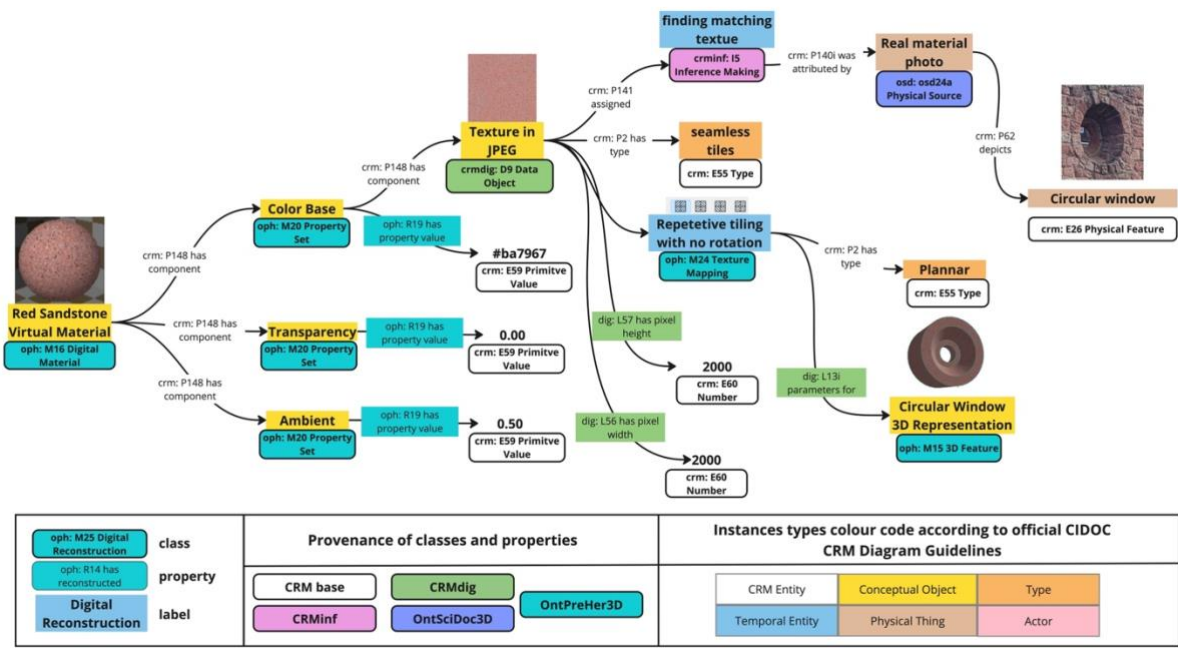 finding matching
textue
crminf: I5
Inference Making
crm: P140i was
attributed by
Real material
photo
osd: osd24a
Physical Source
crm: P141
assigned
crm: P62
depicts
Texture in
JPEG
crmdig: D9 Data
Object
crm: P2 has
type
seamless
tiles
crm: E55 Type
crm: P148 has
component
Circular window
crm: E26 Physical Feature
Color Base
oph: M20 Property
Set
oph: R19 has
property value
#ba7967
crm: E59 Primitve
Value
Repetetive tiling
with no rotation
oph: M24 Texture
Mapping
crm: P2 has
type
Plannar
crm: E55 Type
crm: P148 has
component
Red Sandstone
Virtual Material
oph: M16 Digital
Material
crm: P148 has
component
Transparency
oph: M20 Property
Set
oph: R19 has
property value
0.00
crm: E59 Primitve
Value
dig: L57 has pixel
height
2000
crm: E60
Number
dig: L13i
parameters for
crm: P148 has
component
Ambient
oph: M20 Property
Set
oph: R19 has
property value
0.50
crm: E59 Primitve
Value
dig: L56 has pixel
width
2000
crm: E60
Number
Circular Window
3D Representation
oph: M15 3D Feature
oph: M25 Digital
Reconstruction
class
oph: R14 has
reconstructed
property
Digital
Reconstruction
label
Provenance of classes and properties
CRM base
CRMdig
OntPreHer3D
CRMinf
OntSciDoc3D
Instances types colour code according to official CIDOC
CRM Diagram Guidelines
CRM Entity
Conceptual Object
Type
Temporal Entity
Physical Thing
Actor